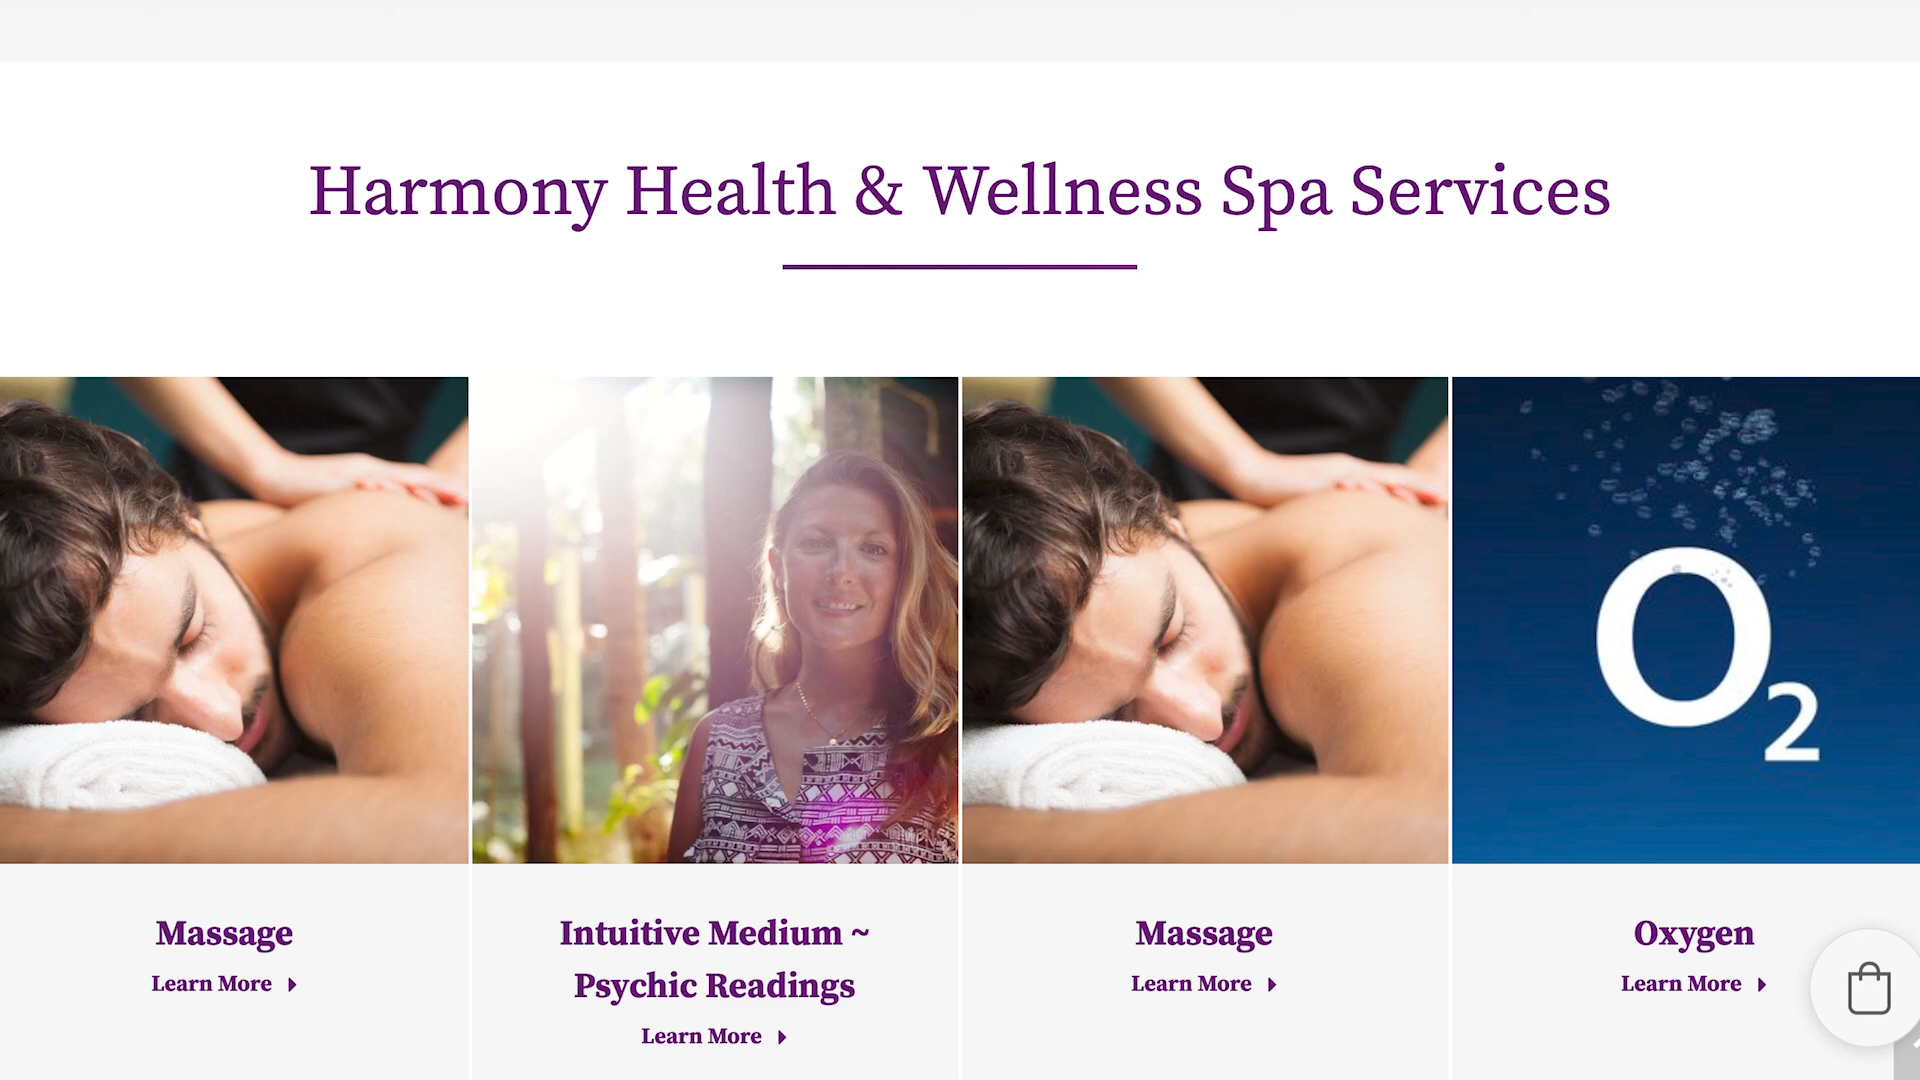 Harmony Health & Wellness Spa Services
O2
Massage
Learn More
Intuitive Medium ~
Psychic Readings
Learn More
Massage
Learn More
Oxygen
Learn More